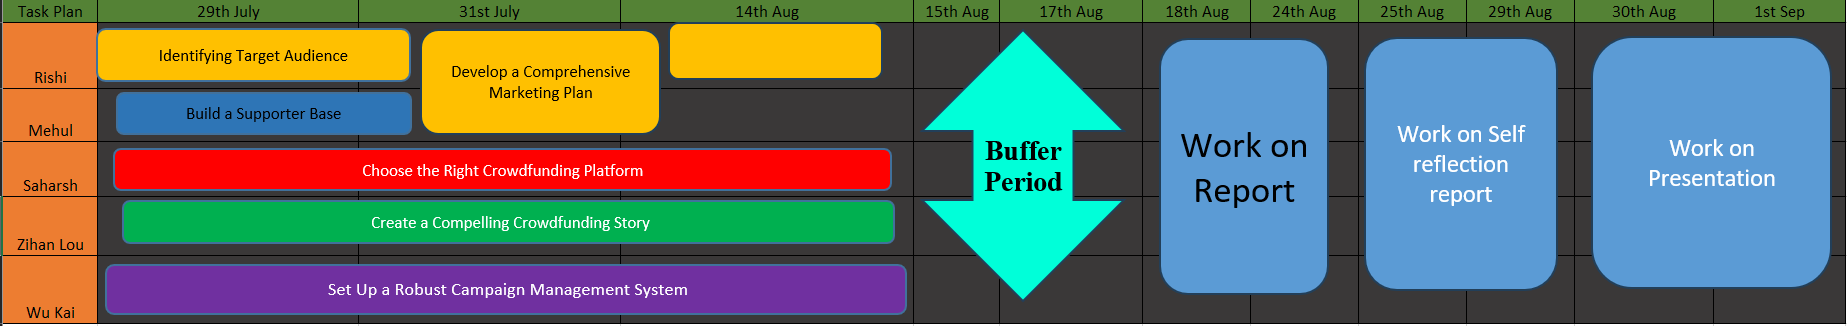 Task Plan 29th July 31st July 14th Aug 15th Aug 17th Aug 18th Aug 24th Aug 25th Aug 29th Aug 30th Aug 1st Sep
Rishi
Identifying Target Audience
Develop a Comprehensive
Marketing Plan
Mehul
Build a Supporter Base
Saharsh
Choose the Right Crowdfunding Platform
Zihan Lou
Create a Compelling Crowdfunding Story
Wu Kai
Set Up a Robust Campaign Management System
Buffer
Period
Work on
Report
Work on Self
reflection
report
Work on
Presentation